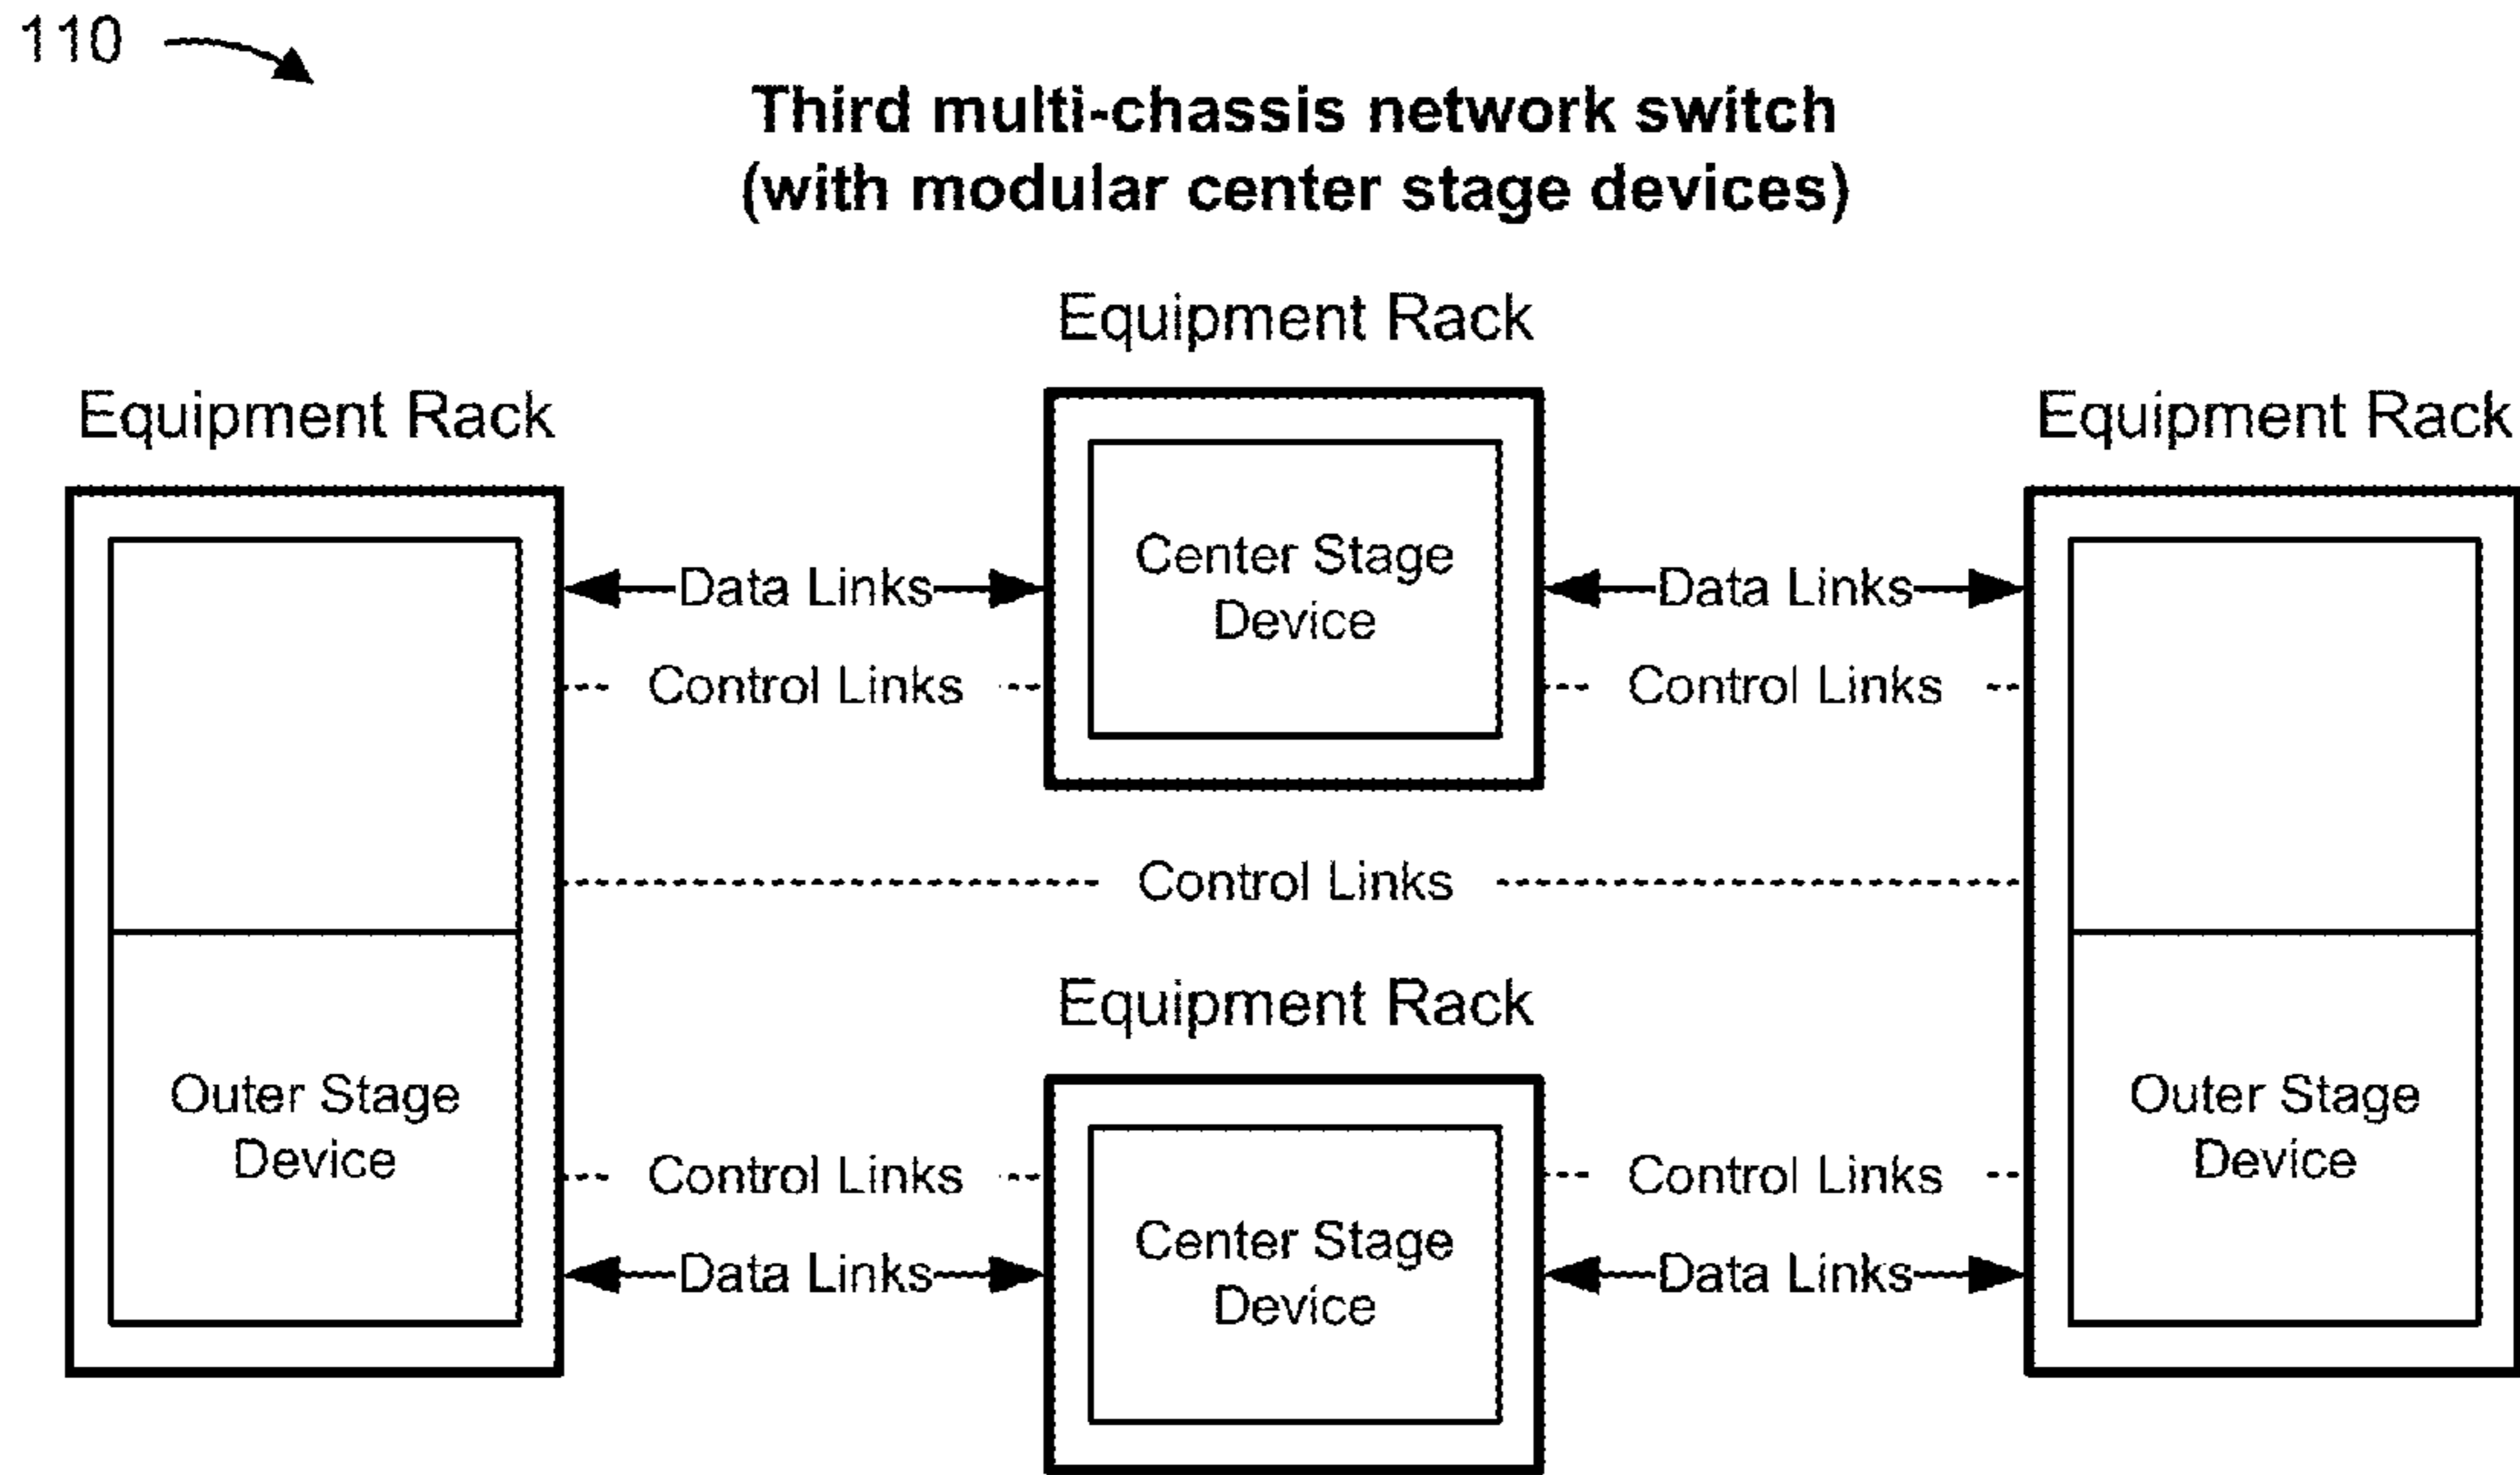 110
Third multi-chassis network switch
(with modular center stage devices)
Equipment Rack
Equipment Rack
Equipment Rack
Center Stage
Device
Data Links
Data Links
Control Links
Control Links
Control Links
Equipment Rack
Outer Stage
Device
Outer Stage
Device
Control Links
Control Links
Center Stage
Device
Data Links
Data Links